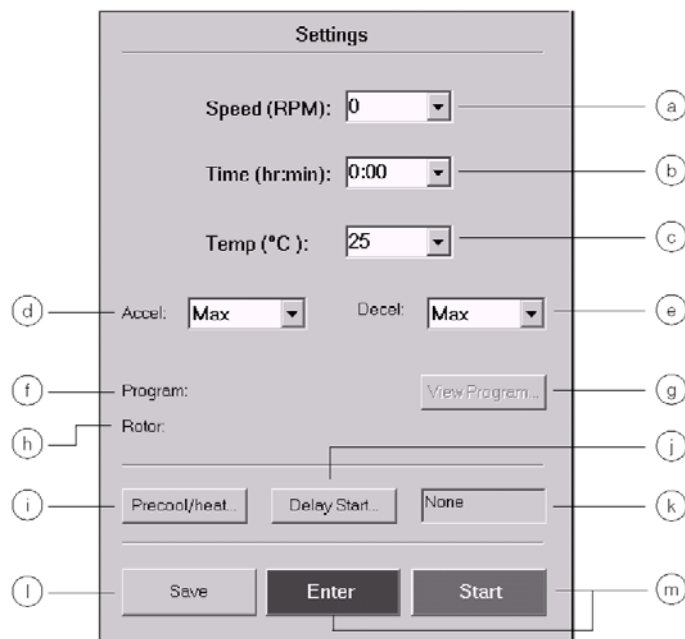 Settings
Speed (RPM): 0 a
Time (hr:min): 0:00 b
Temp (°C ): 25 c
d Accel: Max Decel: Max e
f Program: View Program... g
h Rotor: j
i Precool/heat... Delay Start... None k
l Save Enter Start m